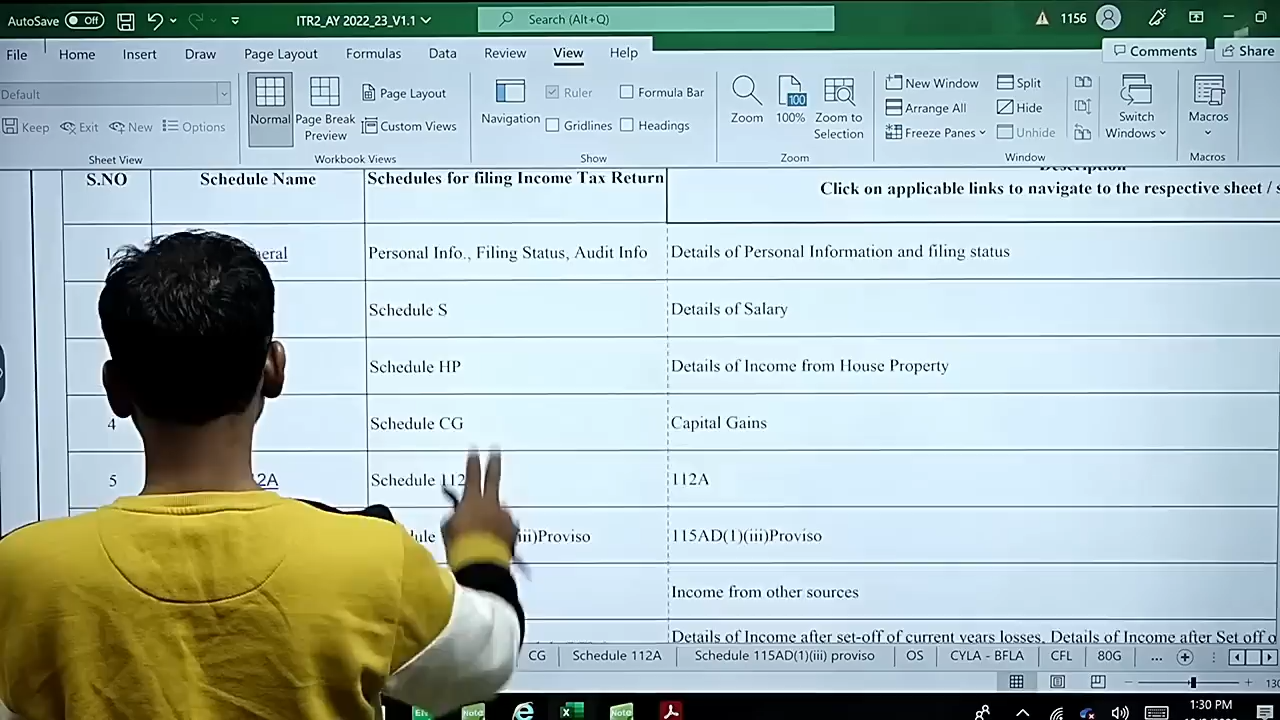 AutoSave Off ITR2_AY 2022_23_V1.1 Search (Alt+Q) 1156
File Home Insert Draw Page Layout Formulas Data Review View Help Comments Share
Default
Keep Exit New Options
Sheet View
Normal
Page Break Preview
Page Layout
Custom Views
Workbook Views
Navigation
Ruler Formula Bar
Gridlines Headings
Show
Zoom
100 100%
Zoom to Selection
Zoom
New Window Split
Arrange All Hide
Freeze Panes Unhide
Switch Windows
Window
Macros
Macros
S.NO Schedule Name Schedules for filing Income Tax Return Description
Click on applicable links to navigate to the respective sheet /
Personal Info., Filing Status, Audit Info Details of Personal Information and filing status
Schedule S Details of Salary
Schedule HP Details of Income from House Property
4 Schedule CG Capital Gains
5 Schedule 112A
115AD(1)(iii)Proviso
Income from other sources
Details of Income after set-off of current years losses, Details of Income after Set off
CG Schedule 112A Schedule 115AD(1)(iii) proviso OS CYLA - BFLA CFL 80G ...
1:30 PM